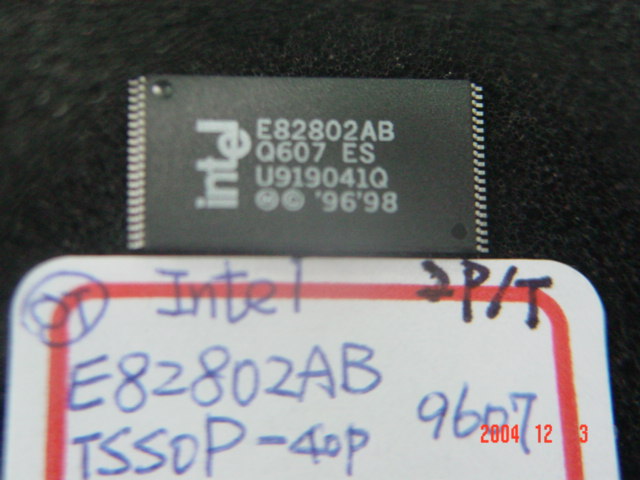 intel
E82802AB
Q607 ES
U919041Q
Ⓜ © '96'98
Intel
2P/T
E82802AB
9607
TSSOP-40P
2004 12 3